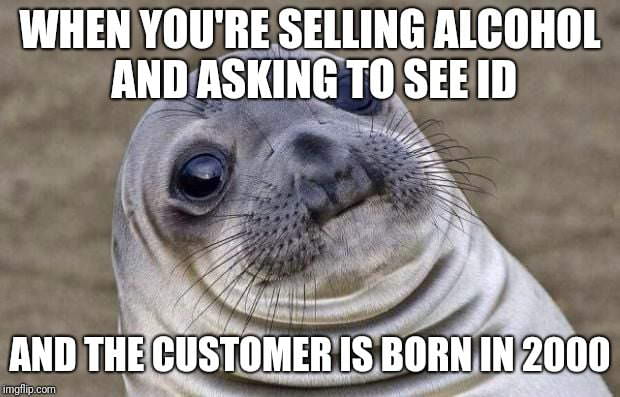 WHEN YOU'RE SELLING ALCOHOL
AND ASKING TO SEE ID
AND THE CUSTOMER IS BORN IN 2000
imgflip.com